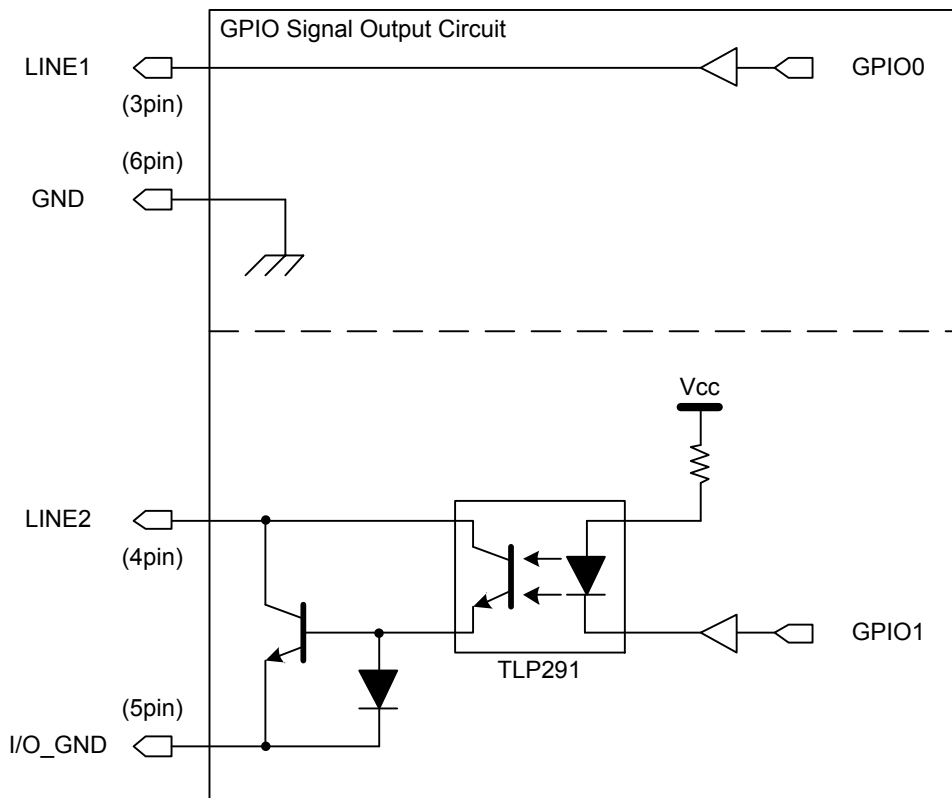 GPIO Signal Output Circuit
LINE1
GPIO0
(3pin)
(6pin)
GND
Vcc
LINE2
(4pin)
GPIO1
TLP291
(5pin)
I/O_GND